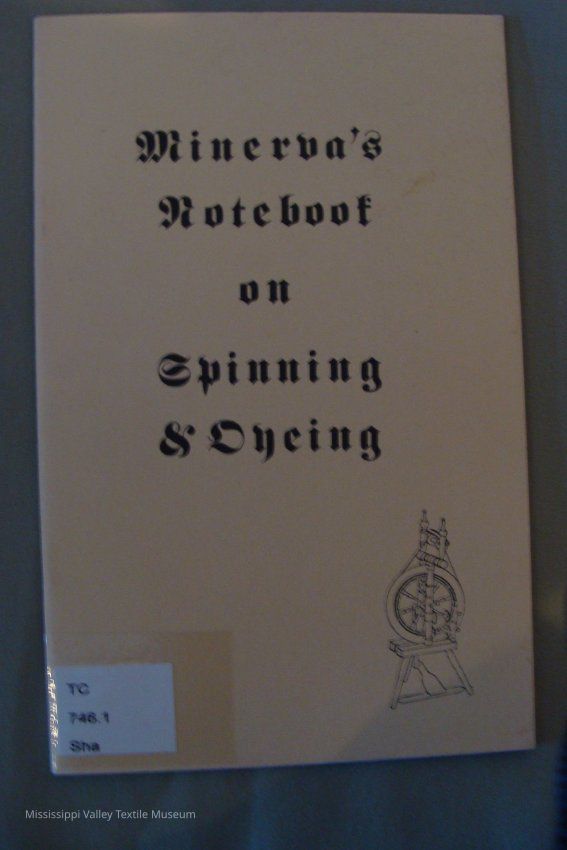 Minerva's
Notebook
on
Spinning
& Dyeing
TC
746.1
Sha
Mississippi Valley Textile Museum